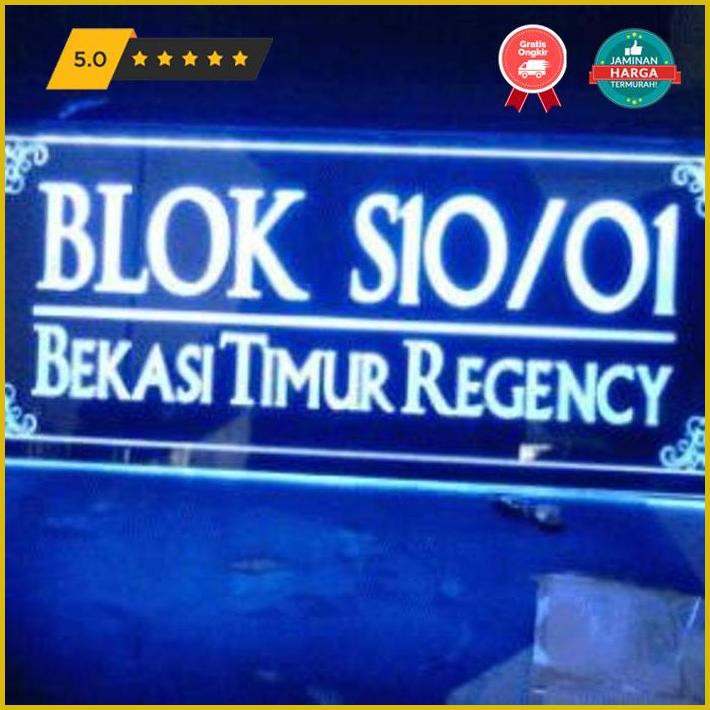 5.0
Gratis
Ongkir
JAMINAN
HARGA
TERMURAH!
BLOK S10/01
BEKASI TIMUR REGENCY